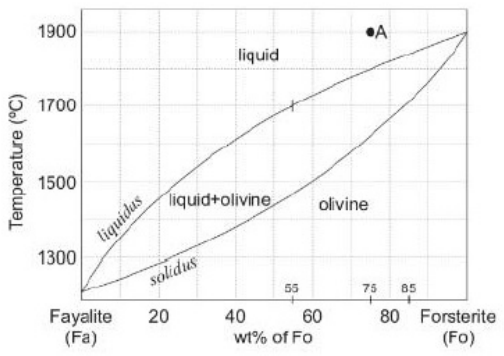 1900
A
liquid
1700
Temperature (ºC)
1500
liquidus
liquid+olivine
olivine
1300
solidus
55
75
85
Fayalite
20
40
60
80
Forsterite
(Fa)
wt% of Fo
(Fo)